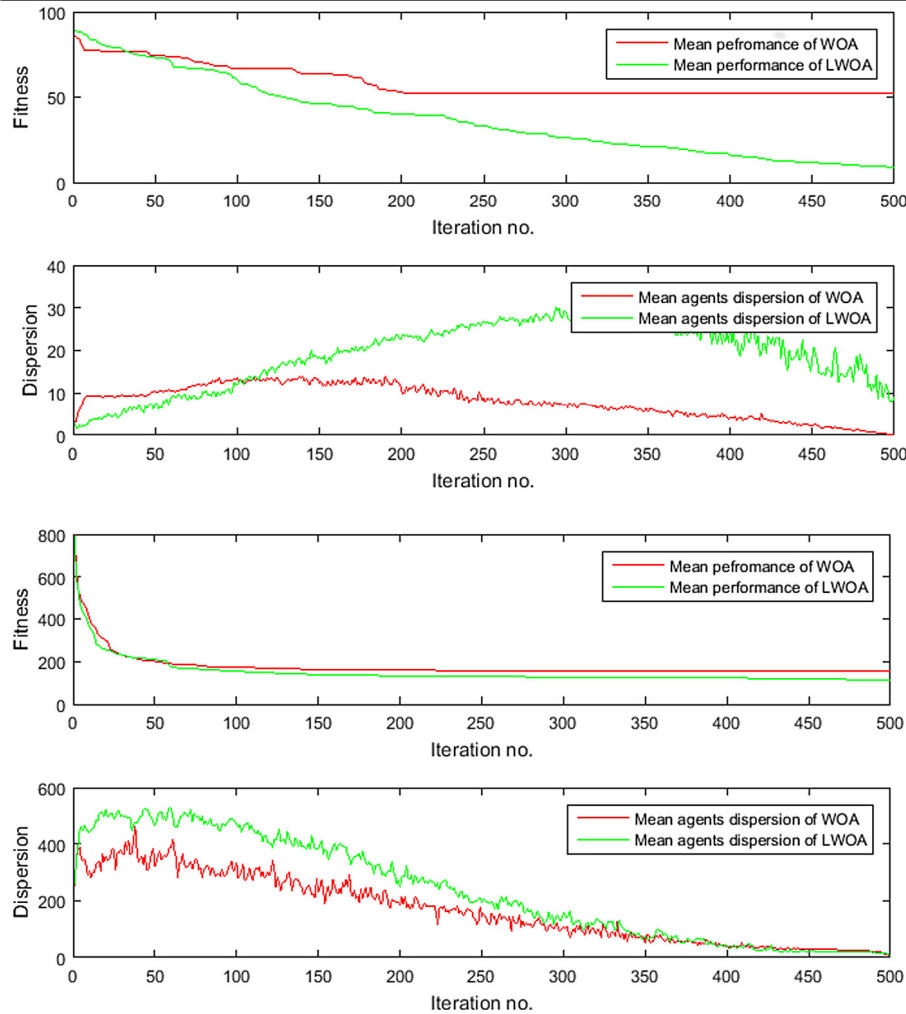 100
50
0
Fitness
Mean pefromance of WOA
Mean performance of LWOA
0 50 100 150 200 250 300 350 400 450 500
Iteration no.
40
30
20
10
0
Dispersion
Mean agents dispersion of WOA
Mean agents dispersion of LWOA
0 50 100 150 200 250 300 350 400 450 500
Iteration no.
800
600
400
200
0
Fitness
Mean pefromance of WOA
Mean performance of LWOA
0 50 100 150 200 250 300 350 400 450 500
Iteration no.
600
400
200
0
Dispersion
Mean agents dispersion of WOA
Mean agents dispersion of LWOA
0 50 100 150 200 250 300 350 400 450 500
Iteration no.